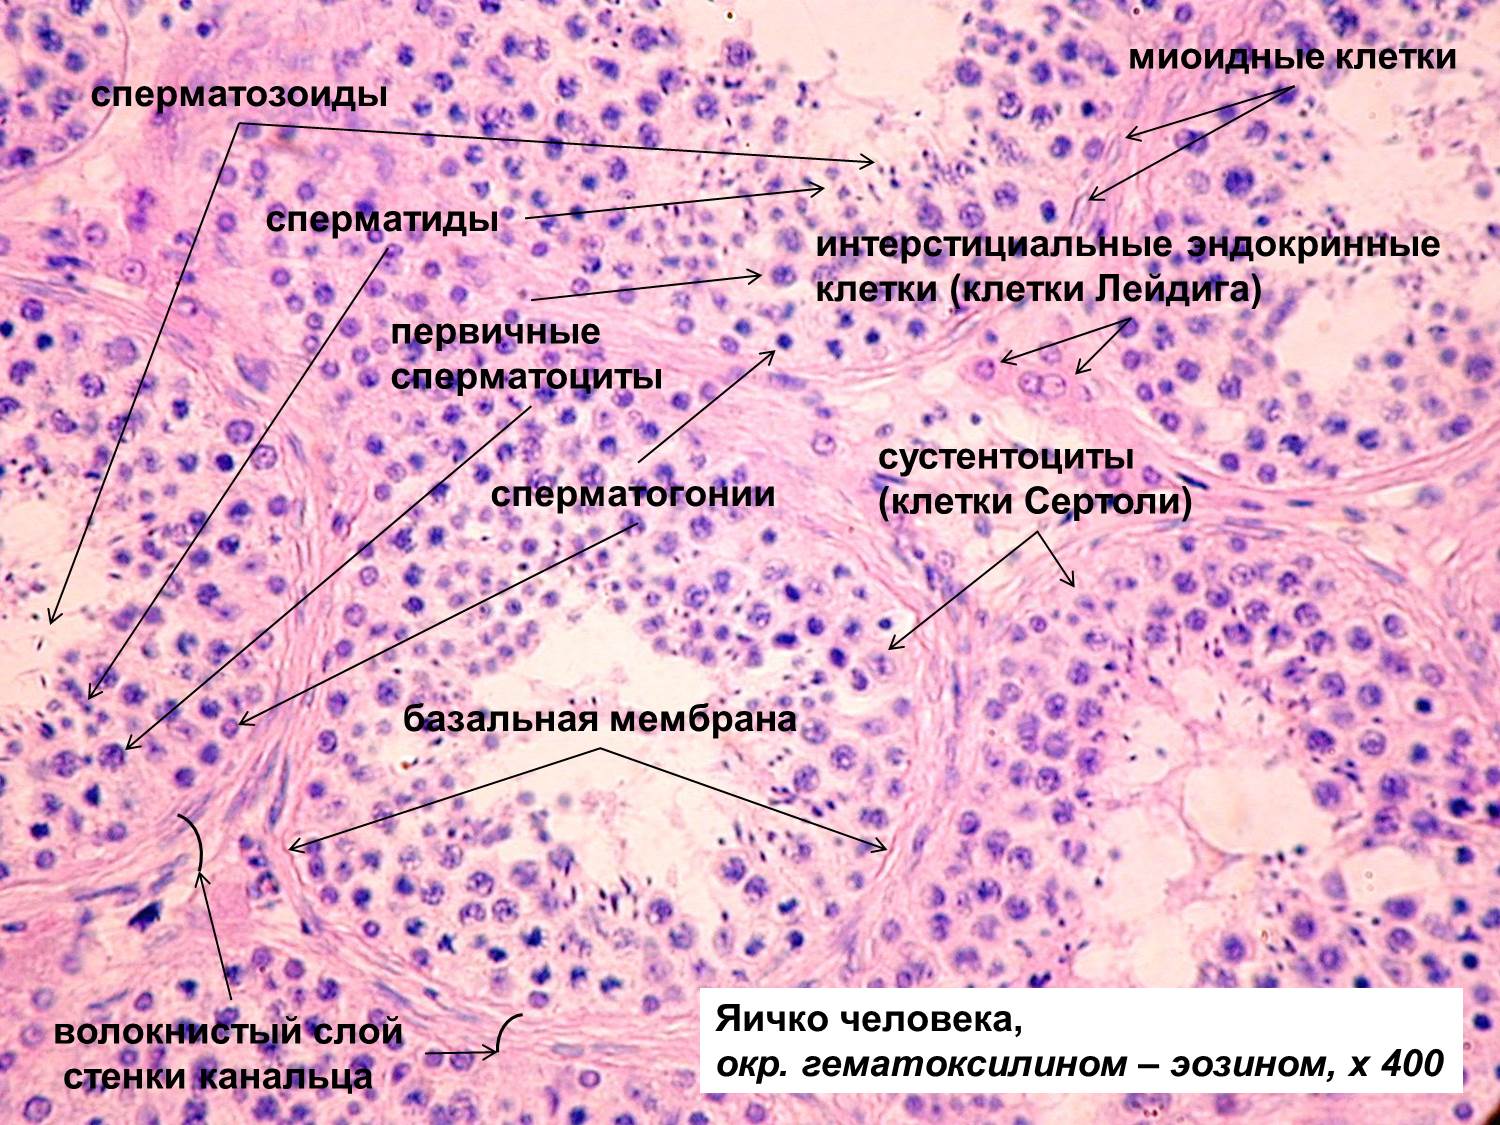 миоидные клетки
сперматозоиды
сперматиды
интерстициальные эндокринные
клетки (клетки Лейдига)
первичные
сперматоциты
сустентоциты
(клетки Сертоли)
сперматогонии
базальная мембрана
волокнистый слой
стенки канальца
Яичко человека,
окр. гематоксилином – эозином, х 400